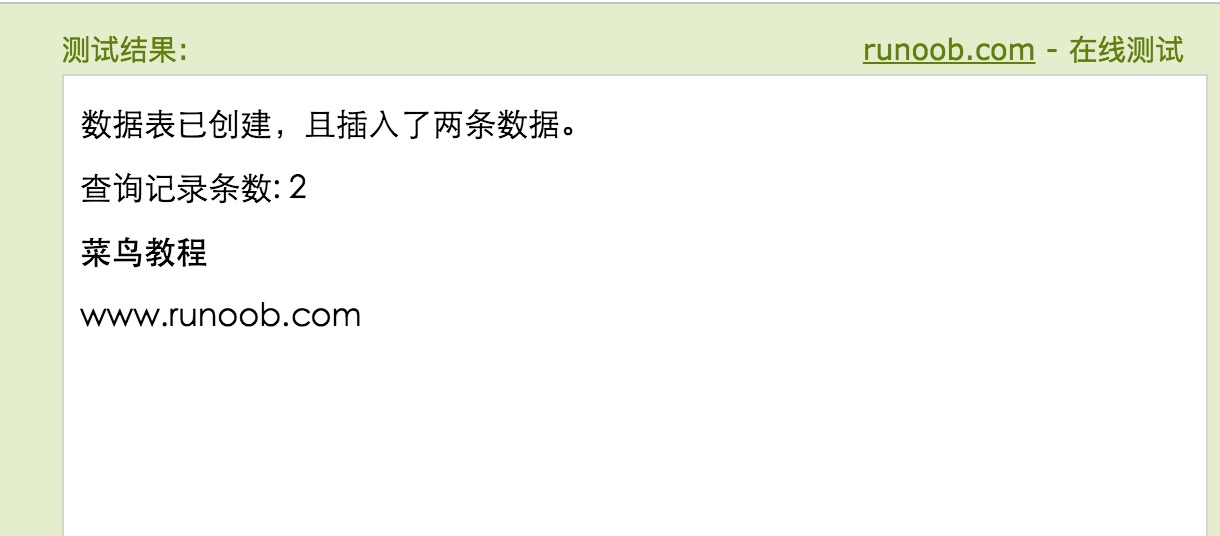 测试结果:
runoob.com - 在线测试
数据表已创建，且插入了两条数据。
查询记录条数: 2
菜鸟教程
www.runoob.com